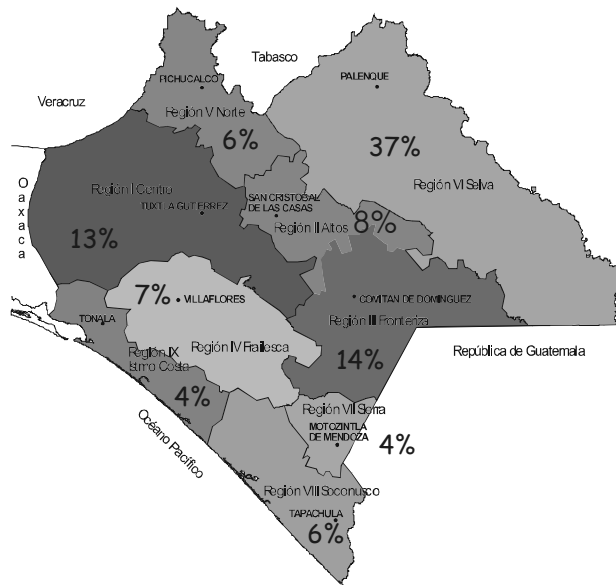 Tabasco
PICHUCALCO
PALENQUE
Veracruz
Región V Norte
6%
37%
Oaxaca
Región I Centro
Región VI Selva
SAN CRISTOBAL
DE LAS CASAS
TUXTLA GUTIERREZ
8%
Región II Altos
13%
7%
VILLAFLORES
COMITAN DE DOMINGUEZ
TONALA
Región III Fronteriza
Región IV Frailesca
República de Guatemala
Región IX
Istmo Costa
14%
4%
Región VII Sierra
MOTOZINTLA
DE MENDOZA
4%
Océano Pacífico
Región VIII Soconusco
TAPACHULA
6%